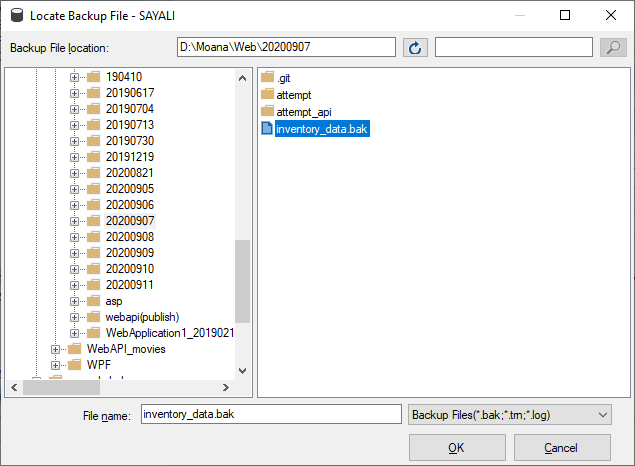 Locate Backup File - SAYALI
Backup File location:
D:\Moana\Web\20200907
190410
20190617
20190704
20190713
20190730
20191219
20200821
20200905
20200906
20200907
20200908
20200909
20200910
20200911
asp
webapi(publish)
WebApplication1_2019021
WebAPI_movies
WPF
.git
attempt
attempt_api
inventory_data.bak
File name:
inventory_data.bak
Backup Files(*.bak;*.trn;*.log)
OK
Cancel